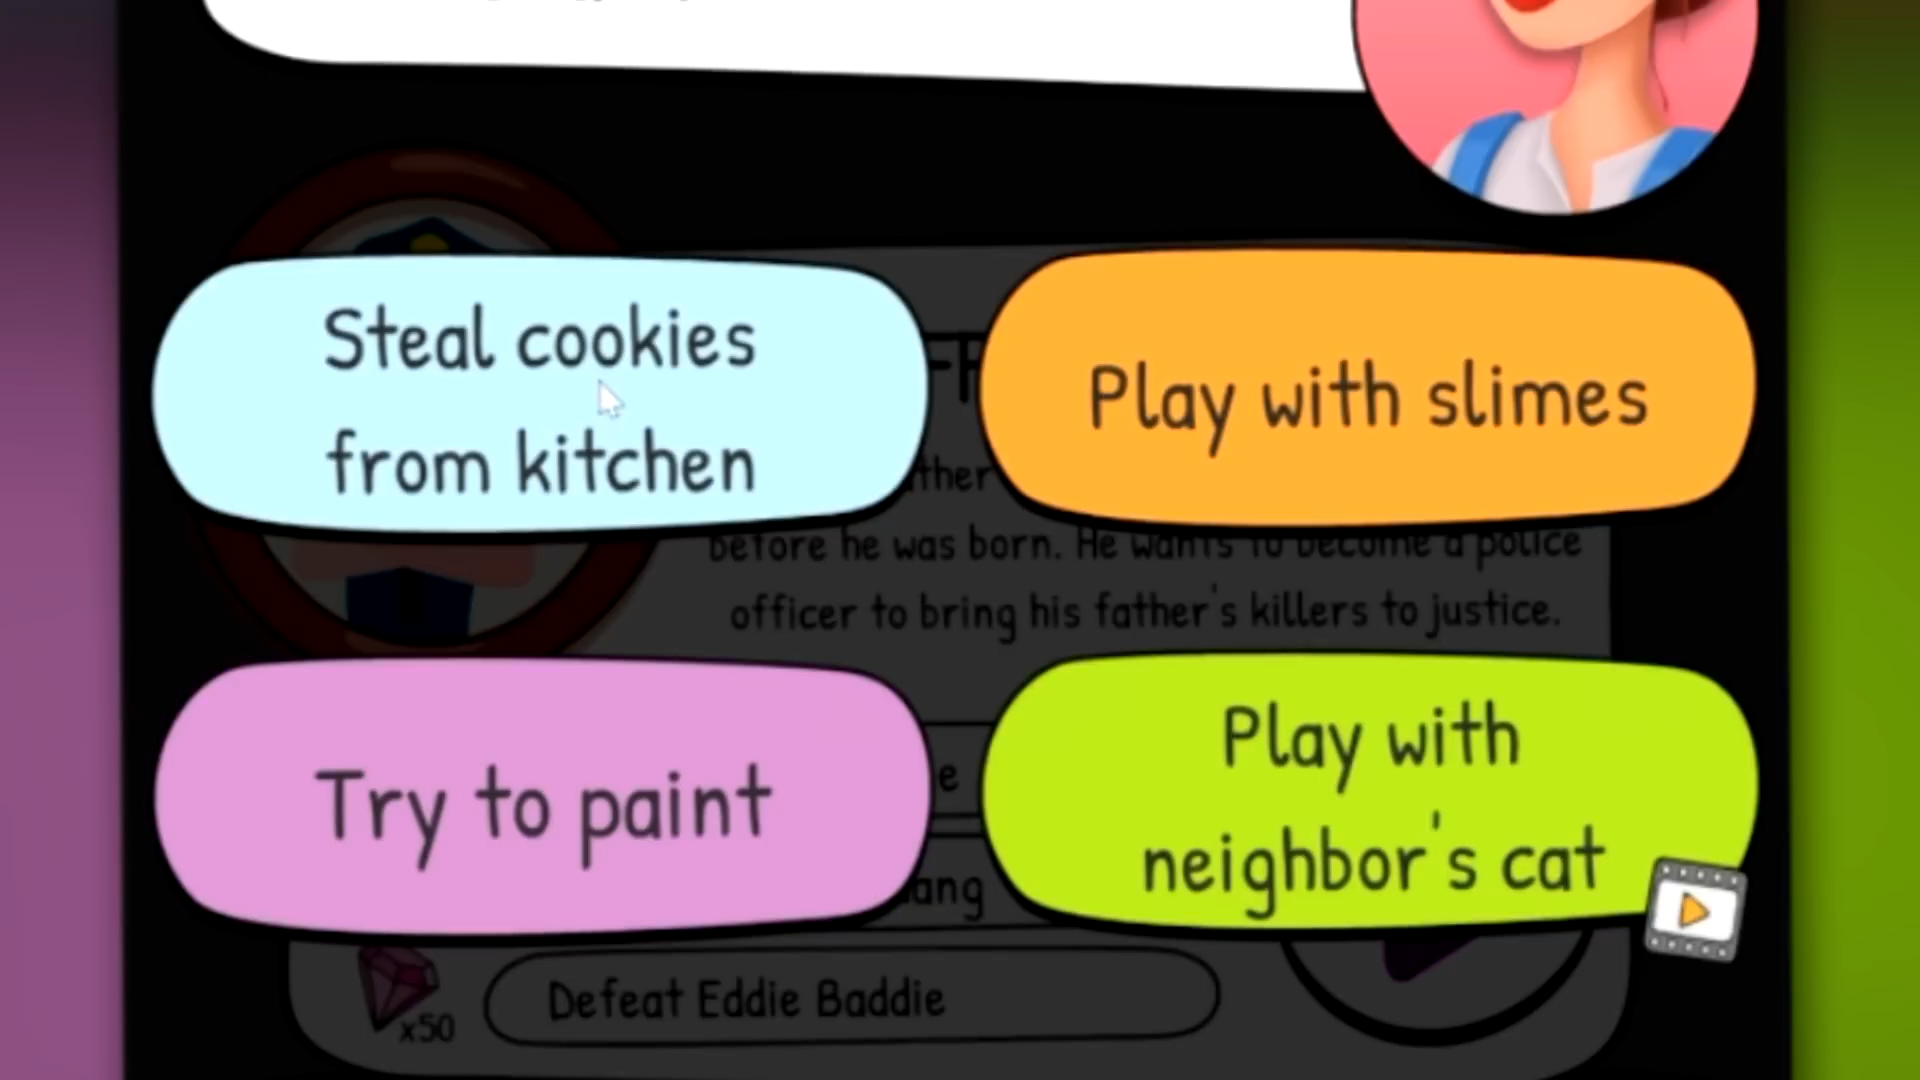 Steal cookies
from kitchen
Play with slimes
before he was born. He wants to become a police
officer to bring his father's killers to justice.
Try to paint
Play with
neighbor's cat
x50
Defeat Eddie Baddie